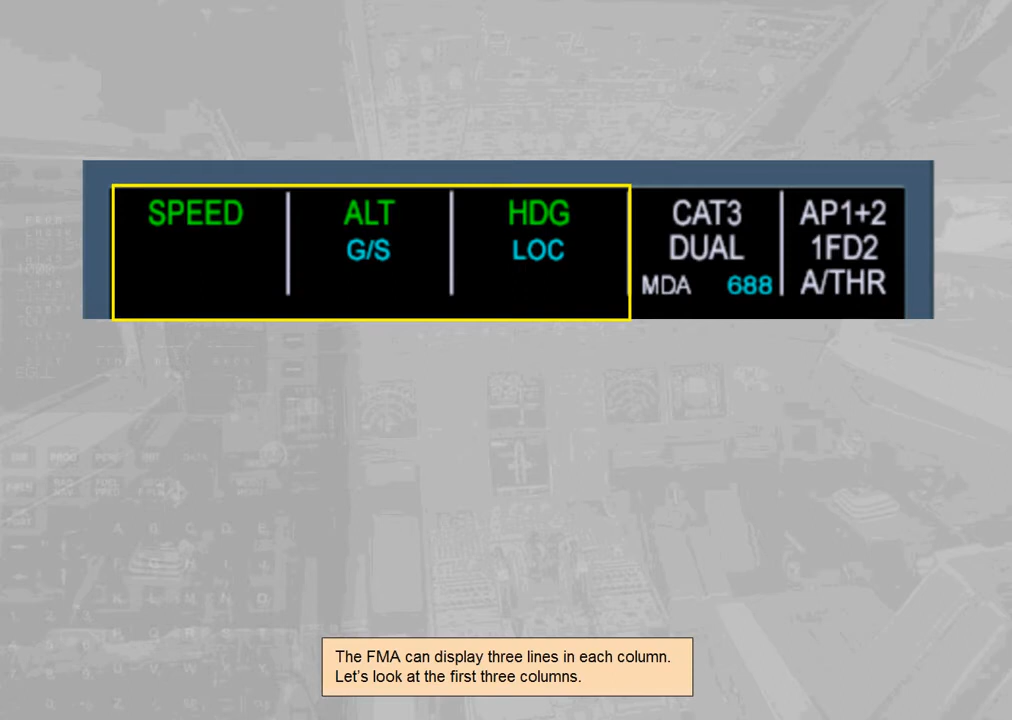 SPEED ALT HDG CAT3 AP1+2
G/S LOC DUAL 1FD2
MDA 688 A/THR
The FMA can display three lines in each column.
Let's look at the first three columns.